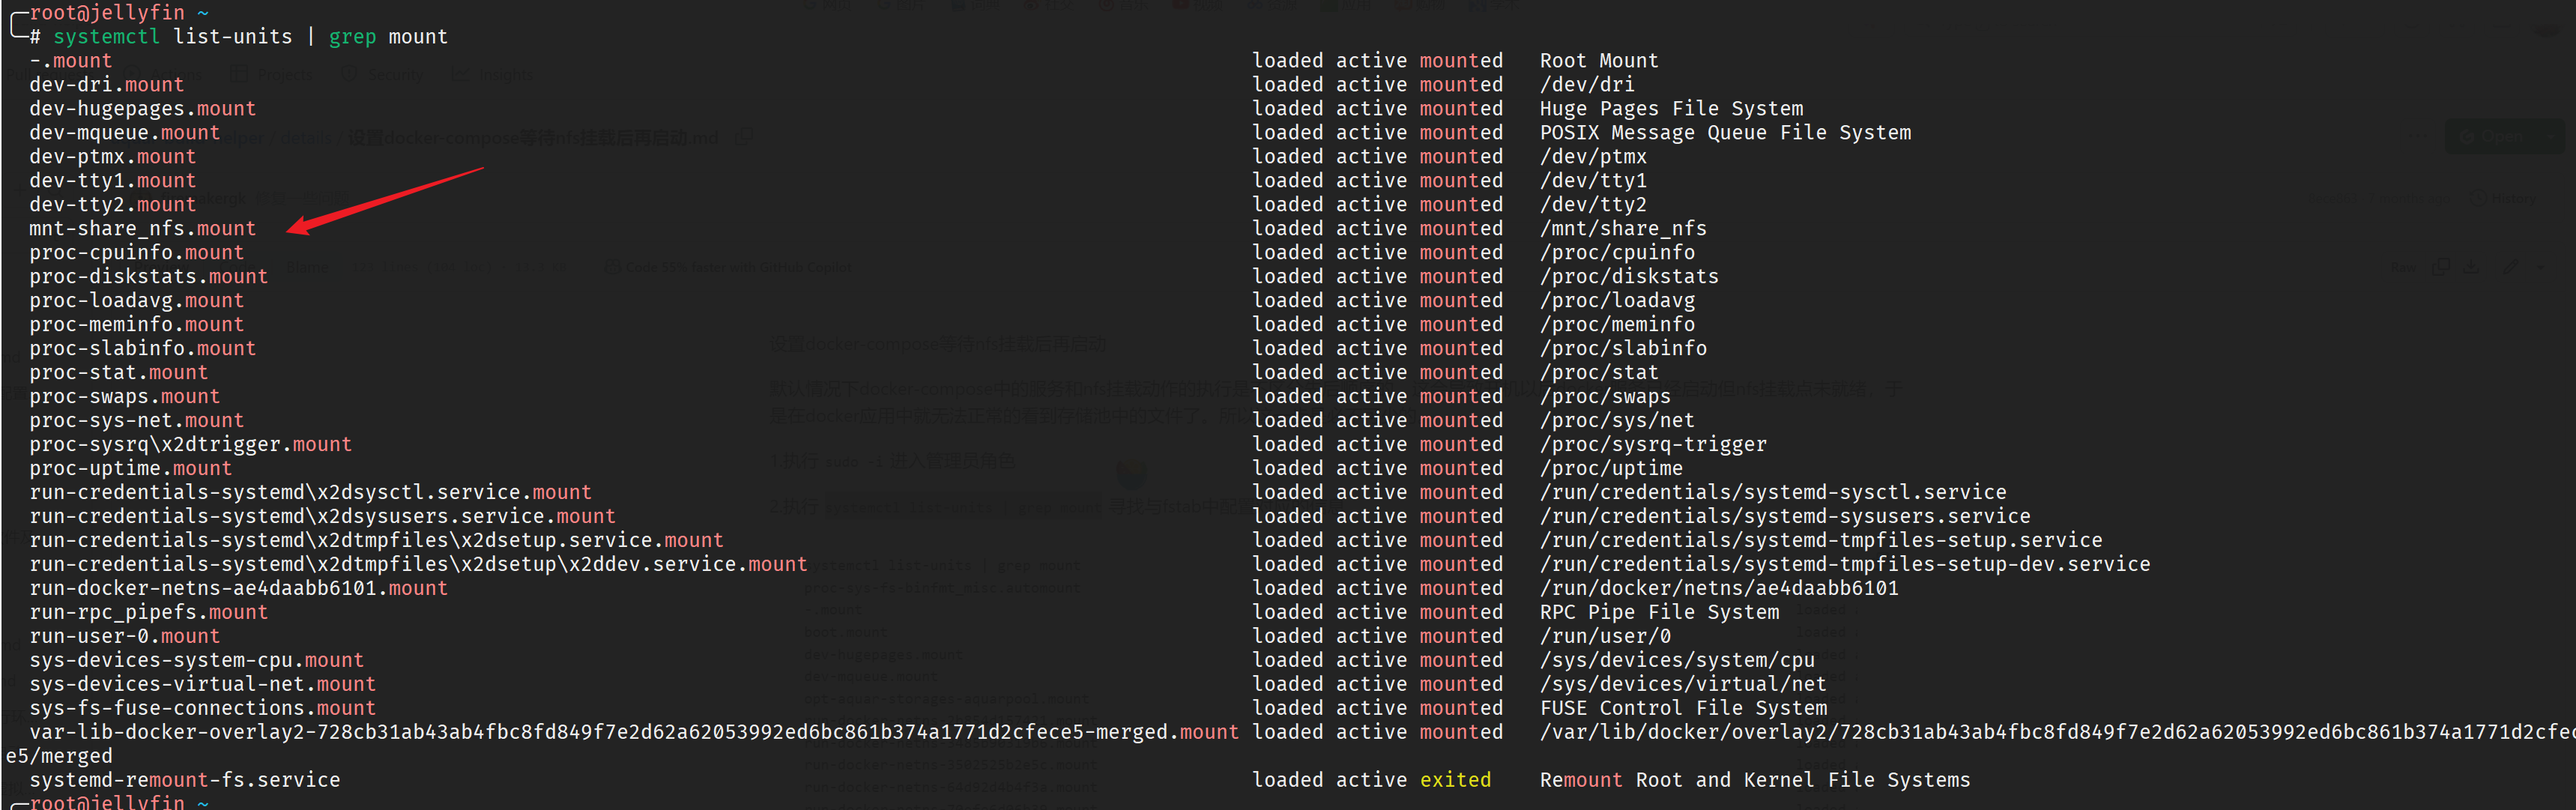 root@jellyfin ~
# systemctl list-units | grep mount
-.mount loaded active mounted Root Mount
dev-dri.mount loaded active mounted /dev/dri
dev-hugepages.mount loaded active mounted Huge Pages File System
dev-mqueue.mount loaded active mounted POSIX Message Queue File System
dev-ptmx.mount loaded active mounted /dev/ptmx
dev-tty1.mount loaded active mounted /dev/tty1
dev-tty2.mount loaded active mounted /dev/tty2
mnt-share_nfs.mount loaded active mounted /mnt/share_nfs
proc-cpuinfo.mount loaded active mounted /proc/cpuinfo
proc-diskstats.mount loaded active mounted /proc/diskstats
proc-loadavg.mount loaded active mounted /proc/loadavg
proc-meminfo.mount loaded active mounted /proc/meminfo
proc-slabinfo.mount loaded active mounted /proc/slabinfo
proc-stat.mount loaded active mounted /proc/stat
proc-swaps.mount loaded active mounted /proc/swaps
proc-sys-net.mount loaded active mounted /proc/sys/net
proc-sysrq\x2dtrigger.mount loaded active mounted /proc/sysrq-trigger
proc-uptime.mount loaded active mounted /proc/uptime
run-credentials-systemd\x2dsysctl.service.mount loaded active mounted /run/credentials/systemd-sysctl.service
run-credentials-systemd\x2dsysusers.service.mount loaded active mounted /run/credentials/systemd-sysusers.service
run-credentials-systemd\x2dtmpfiles\x2dsetup.service.mount loaded active mounted /run/credentials/systemd-tmpfiles-setup.service
run-credentials-systemd\x2dtmpfiles\x2dsetup\x2ddev.service.mount loaded active mounted /run/credentials/systemd-tmpfiles-setup-dev.service
run-docker-netns-ae4daabb6101.mount loaded active mounted /run/docker/netns/ae4daabb6101
run-rpc_pipefs.mount loaded active mounted RPC Pipe File System
run-user-0.mount loaded active mounted /run/user/0
sys-devices-system-cpu.mount loaded active mounted /sys/devices/system/cpu
sys-devices-virtual-net.mount loaded active mounted /sys/devices/virtual/net
sys-fs-fuse-connections.mount loaded active mounted FUSE Control File System
var-lib-docker-overlay2-728cb31ab43ab4fbc8fd849f7e2d62a62053992ed6bc861b374a1771d2cfece5-merged.mount loaded active mounted /var/lib/docker/overlay2/728cb31ab43ab4fbc8fd849f7e2d62a62053992ed6bc861b374a1771d2cfec
e5/merged
systemd-remount-fs.service loaded active exited Remount Root and Kernel File Systems
root@jellyfin ~